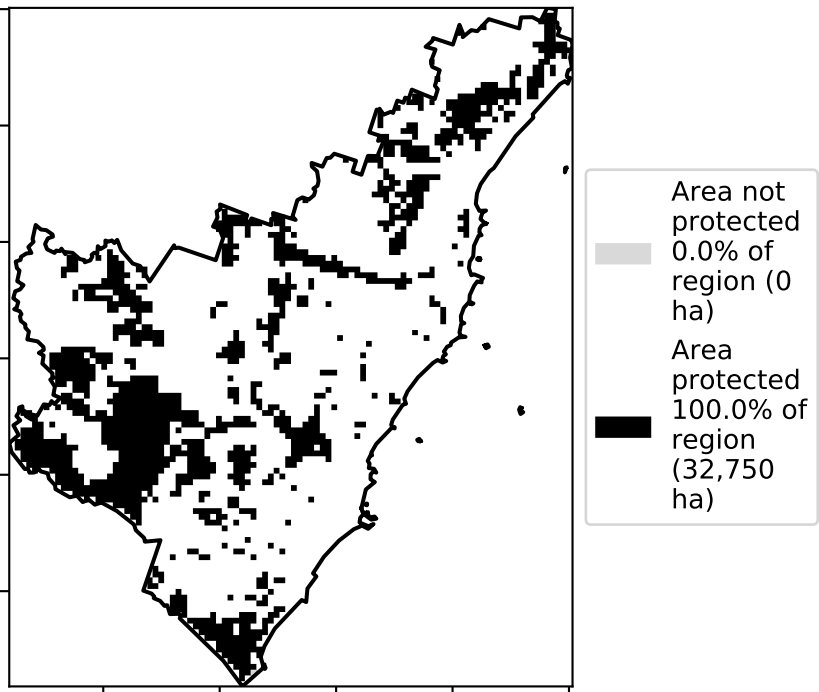 Area not
protected
0.0% of
region (0
ha)
Area
protected
100.0% of
region
(32,750
ha)